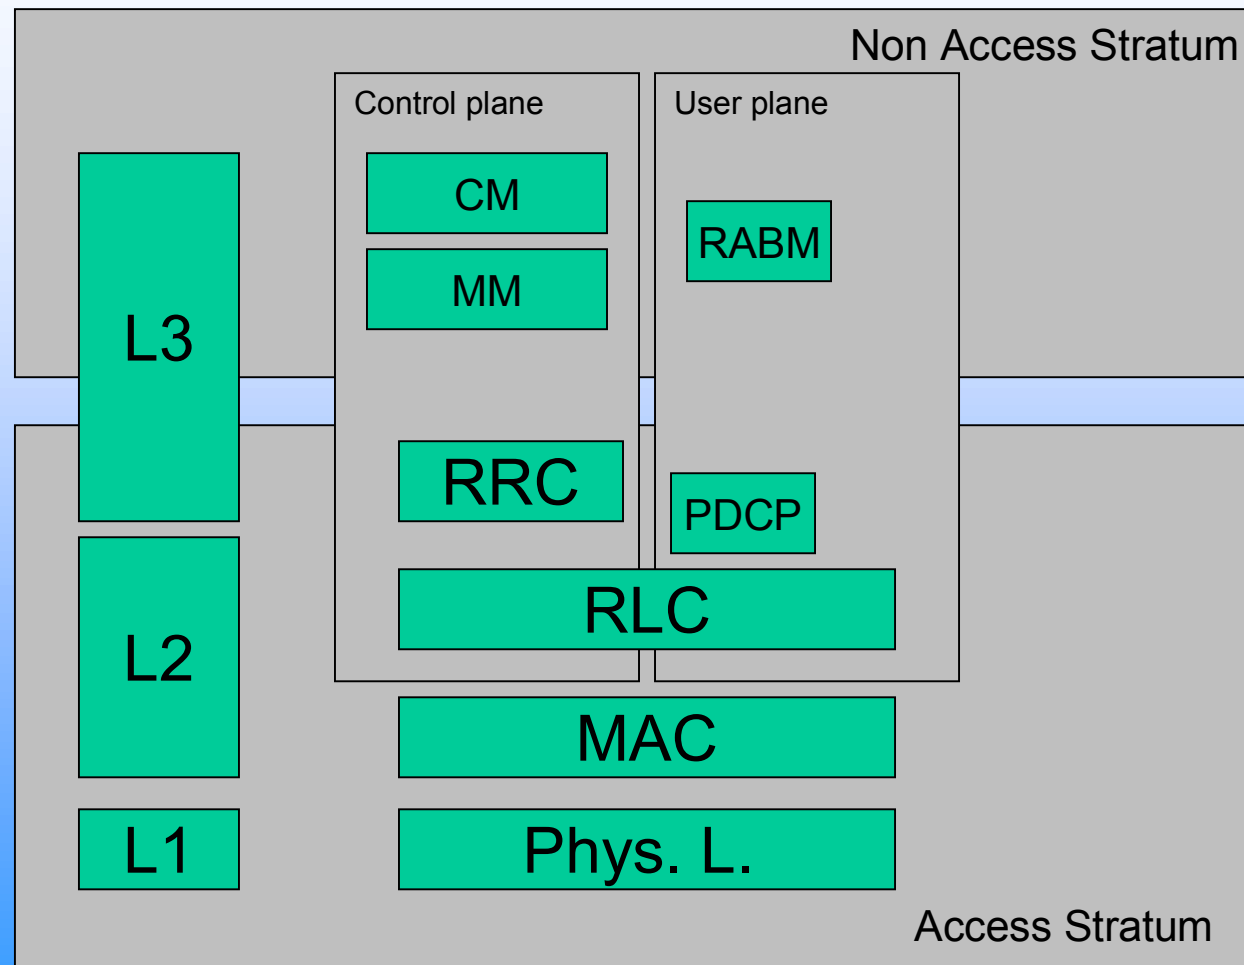 Non Access Stratum
Control plane
User plane
CM
RABM
MM
L3
RRC
PDCP
RLC
L2
MAC
L1
Phys. L.
Access Stratum